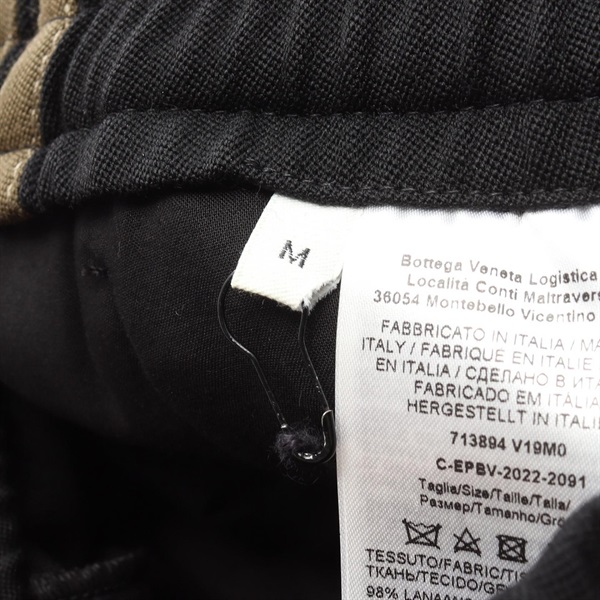 M
Bottega Veneta Logistica
Località Conti Maltravers
36054 Montebello Vicentino
FABBRICATO IN ITALIA / MA
ITALY / FABRIQUE EN ITALIE
EN ITALIA / СДЕЛАНО В ИТА
FABRICADO EM ITÁLIA
HERGESTELLT IN ITALIE
713894 V19M0
C-EPBV-2022-2091
Taglia/Size/Taille/Talla/
Размер/Tamanho/Grö
TESSUTO/FABRIC/TIS
ТКАНЬ/TECIDO/GE
98% LANA